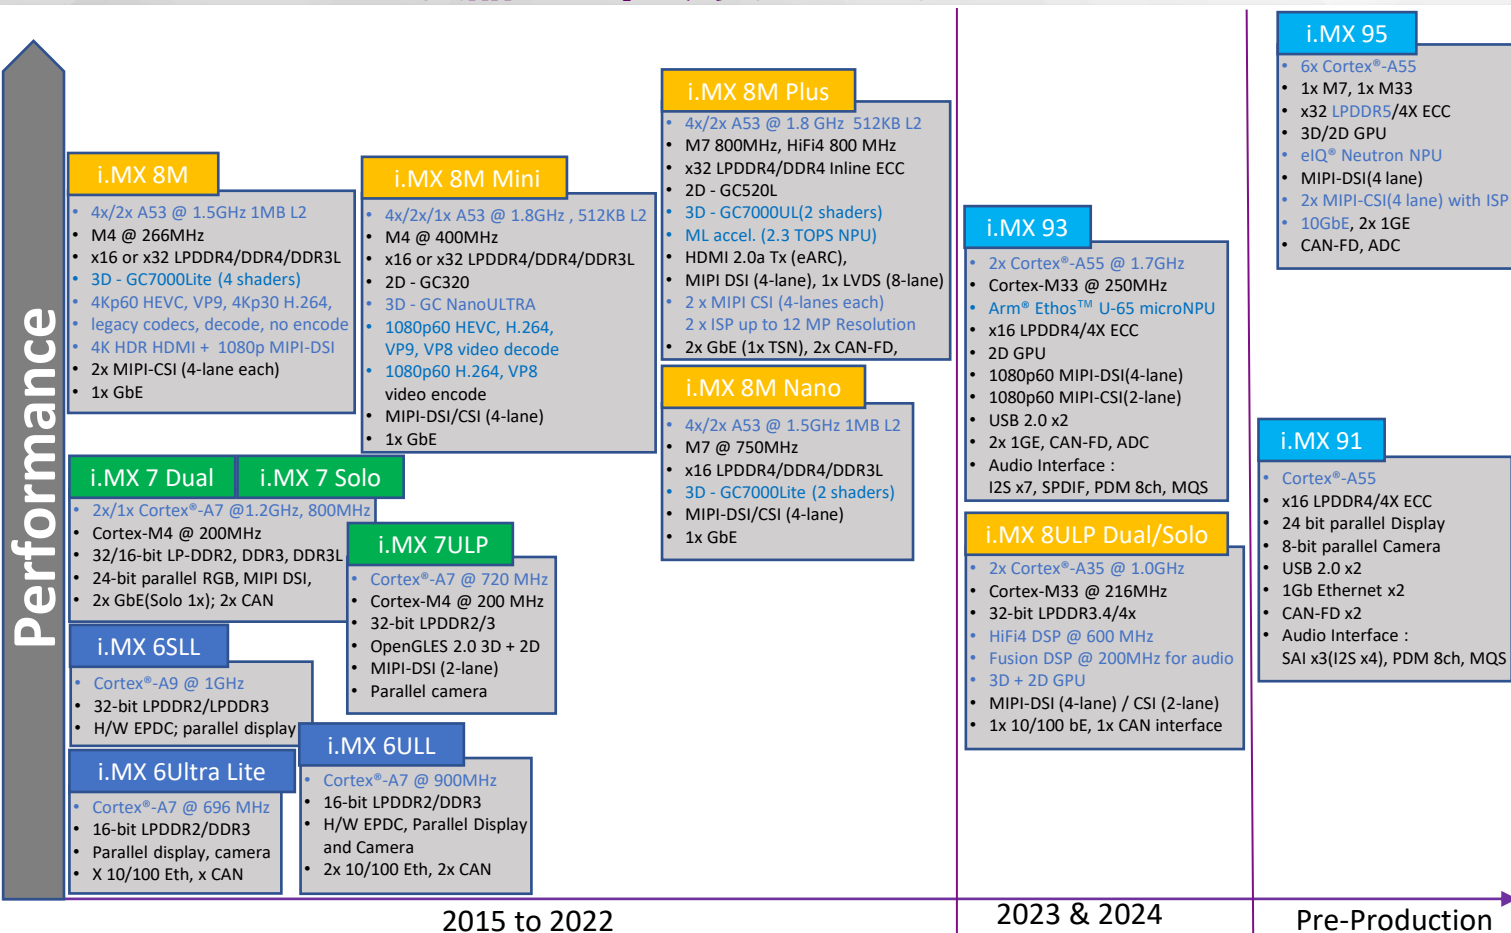 Performance
i.MX 8M
• 4x/2x A53 @ 1.5GHz 1MB L2
• M4 @ 266MHz
• x16 or x32 LPDDR4/DDR4/DDR3L
• 3D - GC7000Lite (4 shaders)
• 4Kp60 HEVC, VP9, 4Kp30 H.264,
• legacy codecs, decode, no encode
• 4K HDR HDMI + 1080p MIPI-DSI
• 2x MIPI-CSI (4-lane each)
• 1x GbE
i.MX 8M Mini
• 4x/2x/1x A53 @ 1.8GHz , 512KB L2
• M4 @ 400MHz
• x16 or x32 LPDDR4/DDR4/DDR3L
• 2D - GC320
• 3D - GC NanoULTRA
• 1080p60 HEVC, H.264,
VP9, VP8 video decode
• 1080p60 H.264, VP8
video encode
• MIPI-DSI/CSI (4-lane)
• 1x GbE
i.MX 8M Plus
• 4x/2x A53 @ 1.8 GHz 512KB L2
• M7 800MHz, HiFi4 800 MHz
• x32 LPDDR4/DDR4 Inline ECC
• 2D - GC520L
• 3D - GC7000UL(2 shaders)
• ML accel. (2.3 TOPS NPU)
• HDMI 2.0a Tx (eARC),
• MIPI DSI (4-lane), 1x LVDS (8-lane)
• 2 x MIPI CSI (4-lanes each)
2 x ISP up to 12 MP Resolution
• 2x GbE (1x TSN), 2x CAN-FD,
i.MX 8M Nano
• 4x/2x A53 @ 1.5GHz 1MB L2
• M7 @ 750MHz
• x16 LPDDR4/DDR4/DDR3L
• 3D - GC7000Lite (2 shaders)
• MIPI-DSI/CSI (4-lane)
• 1x GbE
i.MX 7 Dual
i.MX 7 Solo
• 2x/1x Cortex®-A7 @1.2GHz, 800MHz
• Cortex-M4 @ 200MHz
• 32/16-bit LP-DDR2, DDR3, DDR3L
• 24-bit parallel RGB, MIPI DSI,
• 2x GbE(Solo 1x); 2x CAN
i.MX 7ULP
• Cortex®-A7 @ 720 MHz
• Cortex-M4 @ 200 MHz
• 32-bit LPDDR2/3
• OpenGLES 2.0 3D + 2D
• MIPI-DSI (2-lane)
• Parallel camera
i.MX 6SLL
• Cortex®-A9 @ 1GHz
• 32-bit LPDDR2/LPDDR3
• H/W EPDC; parallel display
i.MX 6Ultra Lite
• Cortex®-A7 @ 696 MHz
• 16-bit LPDDR2/DDR3
• Parallel display, camera
• X 10/100 Eth, x CAN
i.MX 6ULL
• Cortex®-A7 @ 900MHz
• 16-bit LPDDR2/DDR3
• H/W EPDC, Parallel Display
and Camera
• 2x 10/100 Eth, 2x CAN
i.MX 93
• 2x Cortex®-A55 @ 1.7GHz
• Cortex-M33 @ 250MHz
• Arm® Ethos™ U-65 microNPU
• x16 LPDDR4/4X ECC
• 2D GPU
• 1080p60 MIPI-DSI(4-lane)
• 1080p60 MIPI-CSI(2-lane)
• USB 2.0 x2
• 2x 1GE, CAN-FD, ADC
• Audio Interface :
I2S x7, SPDIF, PDM 8ch, MQS
i.MX 8ULP Dual/Solo
• 2x Cortex®-A35 @ 1.0GHz
• Cortex-M33 @ 216MHz
• 32-bit LPDDR3.4/4x
• HiFi4 DSP @ 600 MHz
• Fusion DSP @ 200MHz for audio
• 3D + 2D GPU
• MIPI-DSI (4-lane) / CSI (2-lane)
• 1x 10/100 bE, 1x CAN interface
i.MX 95
• 6x Cortex®-A55
• 1x M7, 1x M33
• x32 LPDDR5/4X ECC
• 3D/2D GPU
• eIQ® Neutron NPU
• MIPI-DSI(4 lane)
• 2x MIPI-CSI(4 lane) with ISP
• 10GbE, 2x 1GE
• CAN-FD, ADC
i.MX 91
• Cortex®-A55
• x16 LPDDR4/4X ECC
• 24 bit parallel Display
• 8-bit parallel Camera
• USB 2.0 x2
• 1Gb Ethernet x2
• CAN-FD x2
• Audio Interface :
SAI x3(I2S x4), PDM 8ch, MQS
2015 to 2022
2023 & 2024
Pre-Production